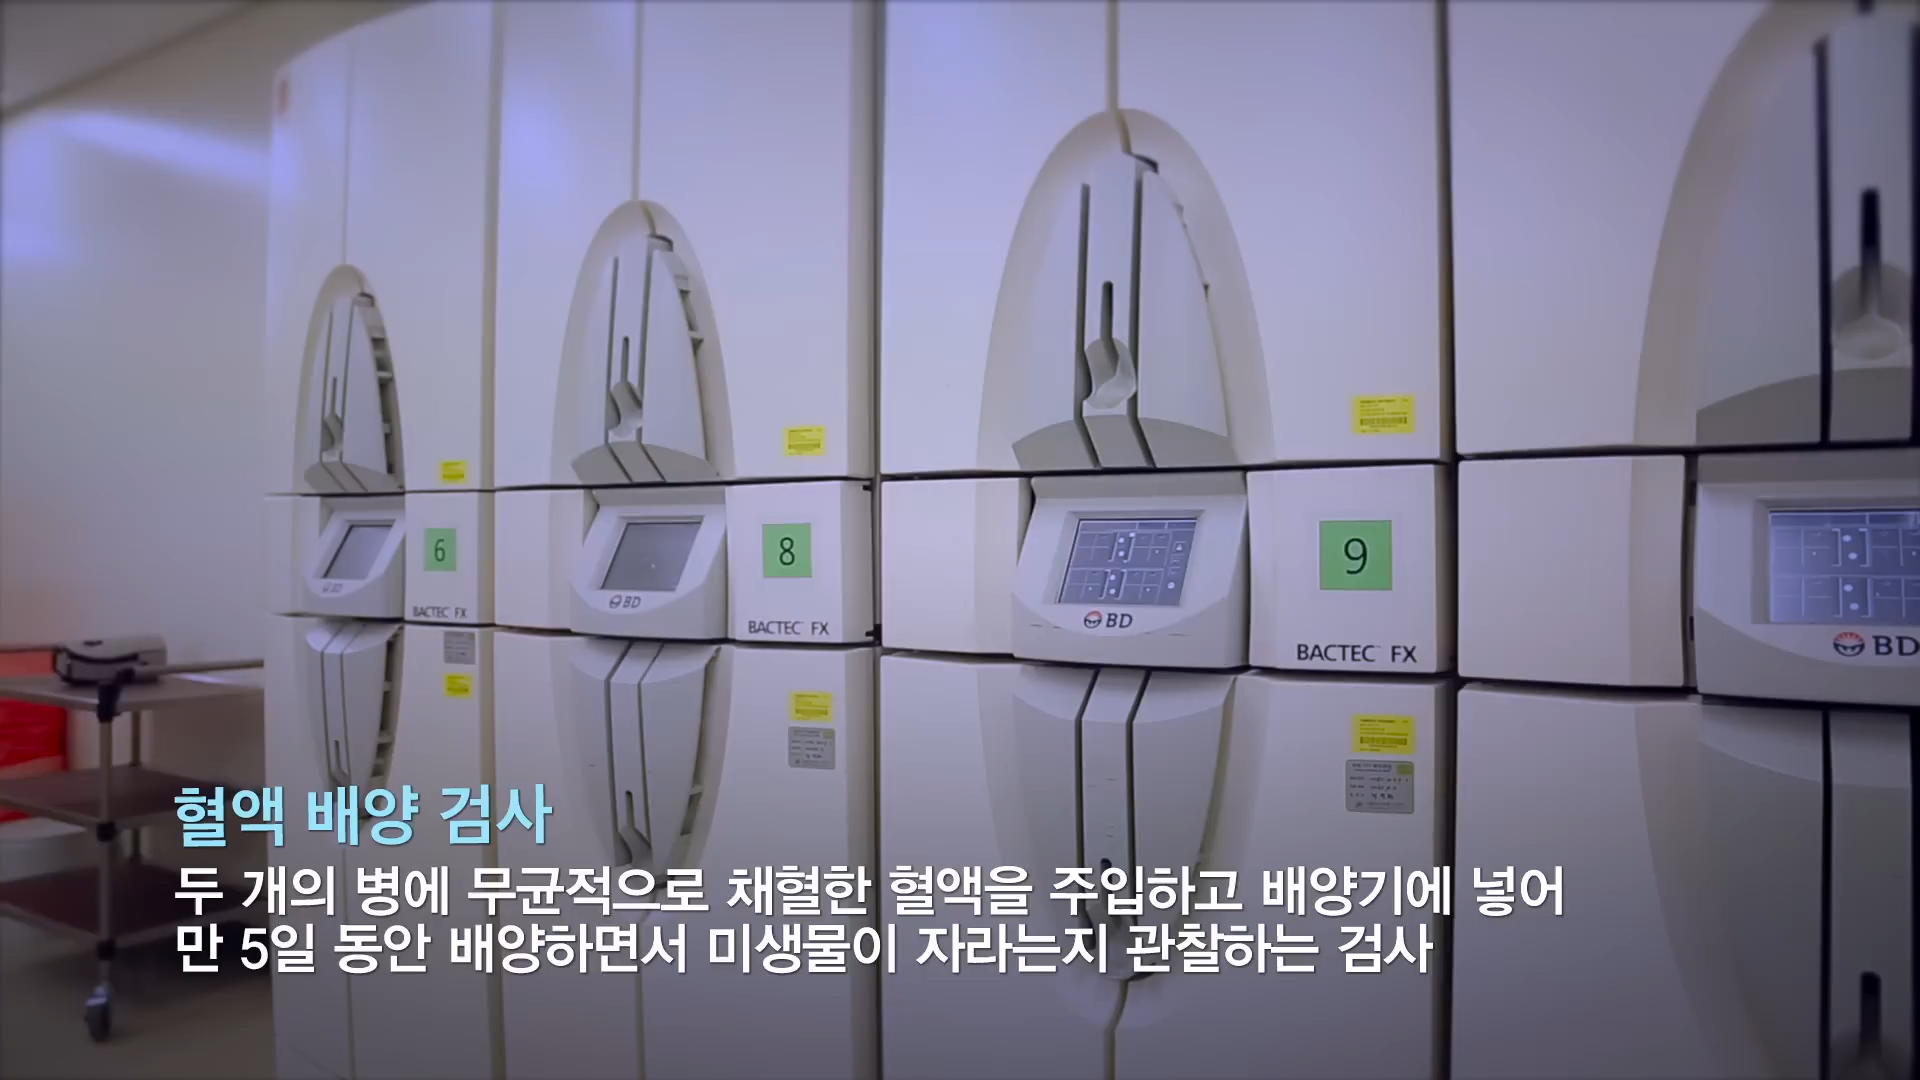 6
BD
BACTEC FX
8
BD
BACTEC™ FX
9
BD
BACTEC™ FX
BD
혈액 배양 검사
두 개의 병에 무균적으로 채혈한 혈액을 주입하고 배양기에 넣어
만 5일 동안 배양하면서 미생물이 자라는지 관찰하는 검사